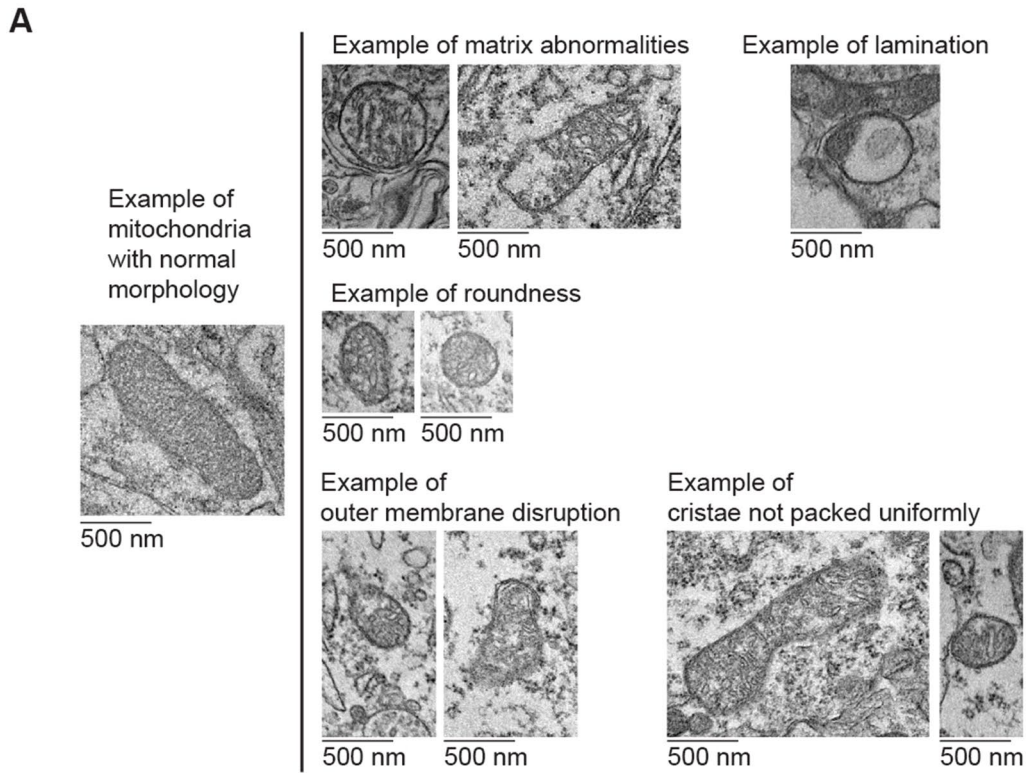 A
Example of
mitochondria
with normal
morphology
500 nm
Example of matrix abnormalities
500 nm
500 nm
Example of lamination
500 nm
Example of roundness
500 nm
500 nm
Example of
outer membrane disruption
500 nm
500 nm
Example of
cristae not packed uniformly
500 nm
500 nm